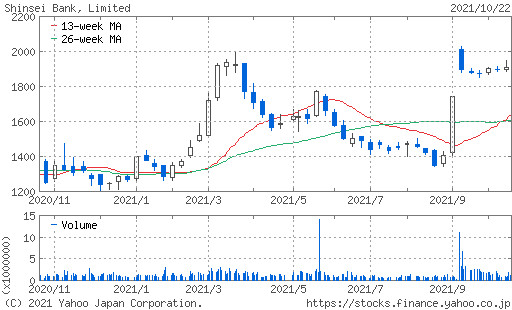 Shinsei Bank, Limited 2021/10/22
2200
13-week MA
26-week MA
2000
1800
1600
1400
1200
2020/11 2021/1 2021/3 2021/5 2021/7 2021/9
15
Volume
10
5
0
(x1000000)
2020/11 2021/1 2021/3 2021/5 2021/7 2021/9
(C) 2021 Yahoo Japan Corporation. https://stocks.finance.yahoo.co.jp/